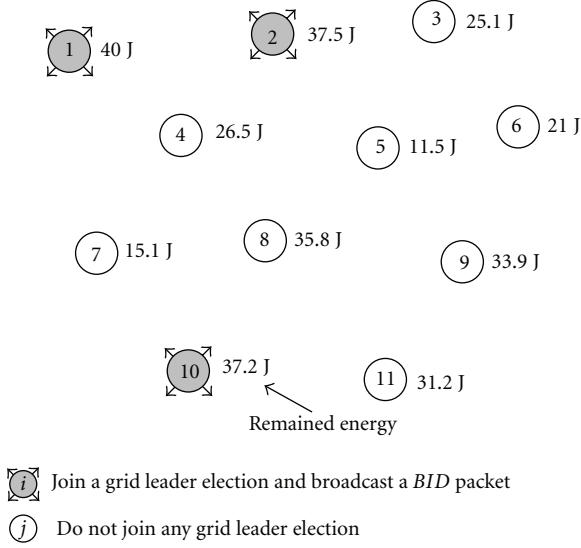 1 40 J
2 37.5 J
3 25.1 J
4 26.5 J
5 11.5 J
6 21 J
7 15.1 J
8 35.8 J
9 33.9 J
10 37.2 J
11 31.2 J
Remained energy
i Join a grid leader election and broadcast a BID packet
j Do not join any grid leader election